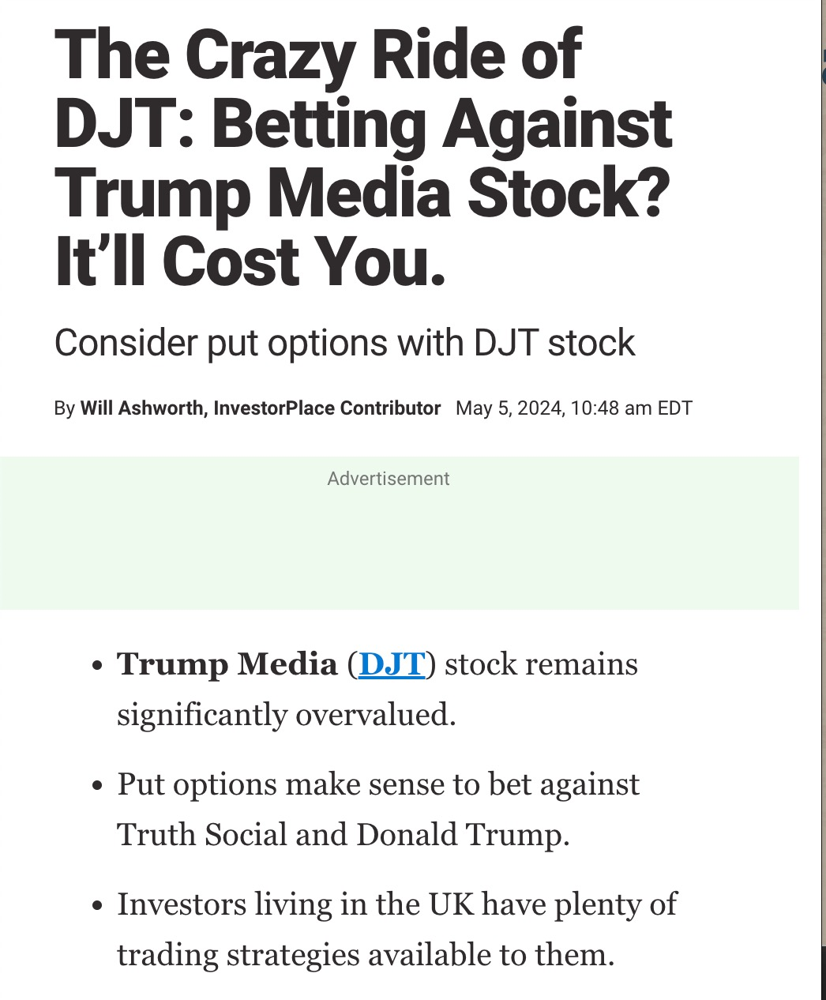 The Crazy Ride of
DJT: Betting Against
Trump Media Stock?
It’ll Cost You.
Consider put options with DJT stock
By Will Ashworth, InvestorPlace Contributor May 5, 2024, 10:48 am EDT
Advertisement
• Trump Media (DJT) stock remains
significantly overvalued.
• Put options make sense to bet against
Truth Social and Donald Trump.
• Investors living in the UK have plenty of
trading strategies available to them.